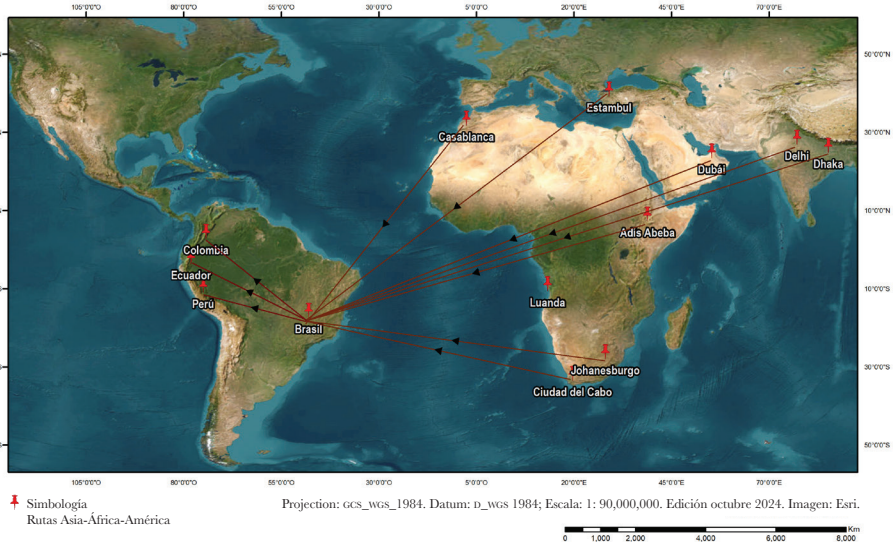 105°0'0"O 80°0'0"O 55°0'0"O 30°0'0"O 5°0'0"O 20°0'0"E 45°0'0"E 70°0'0"E
50°0'0"N
Estambul
Casablanca
30°0'0"N
Delhi
Dhaka
Dubái
10°0'0"N
Adís Abeba
Colombia
Ecuador
10°0'0"S
Perú
Luanda
Brasil
30°0'0"S
Johanesburgo
Ciudad del Cabo
50°0'0"S
105°0'0"O 80°0'0"O 55°0'0"O 30°0'0"O 5°0'0"O 20°0'0"E 45°0'0"E 70°0'0"E
Simbología
Rutas Asia-África-América
Projection: GCS_WGS_1984. Datum: D_WGS 1984; Escala: 1: 90,000,000. Edición octubre 2024. Imagen: Esri.
Km
0 1,000 2,000 4,000 6,000 8,000